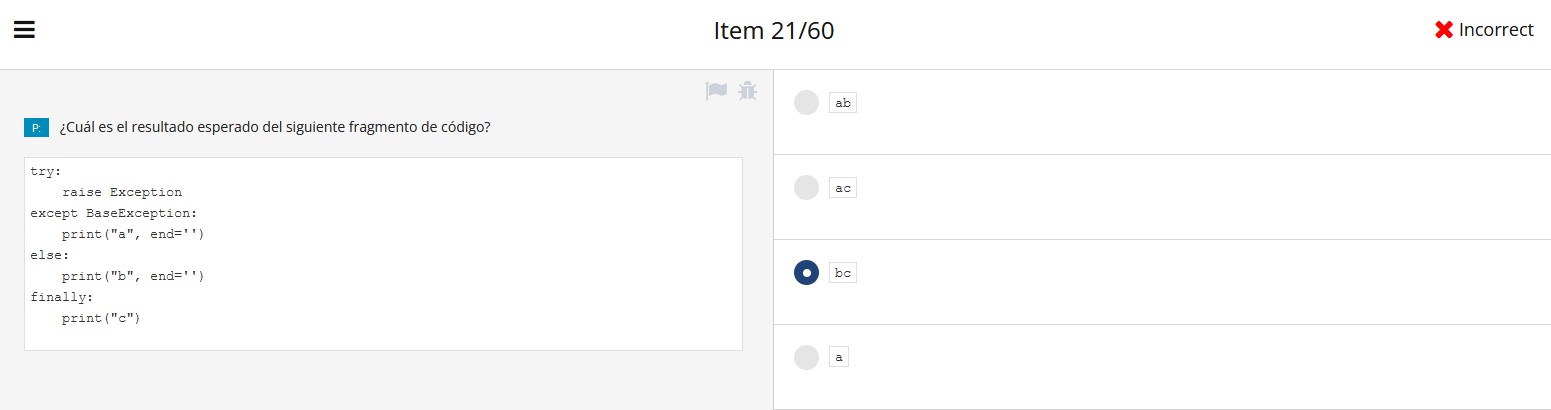 Item 21/60
Incorrect
P: ¿Cuál es el resultado esperado del siguiente fragmento de código?
try:
    raise Exception
except BaseException:
    print("a", end='')
else:
    print("b", end='')
finally:
    print("c")
ab
ac
bc
a